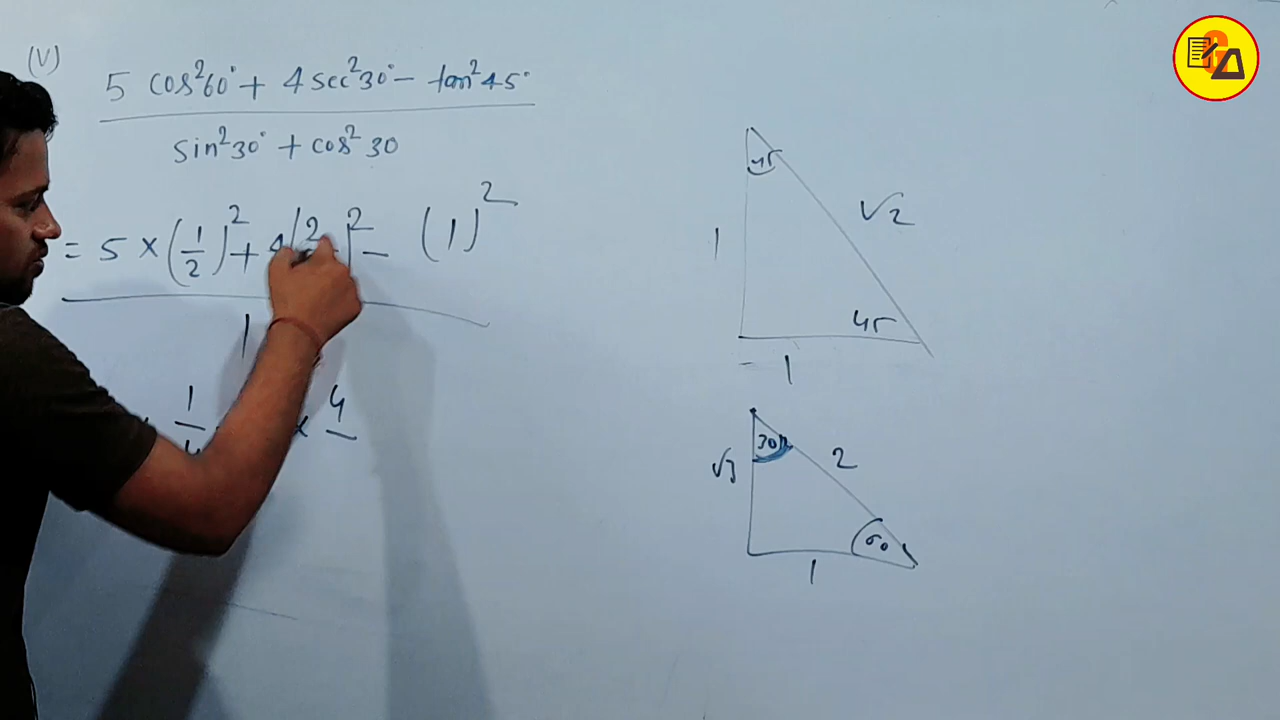 (V)
5 cos²60° + 4 sec²30° − tan²45°
sin²30° + cos²30
= 5 × (1/2)² + 4(2 )² − (1)²
1
1 × 4
45
√2
1
45
1
30
√3
2
60
1